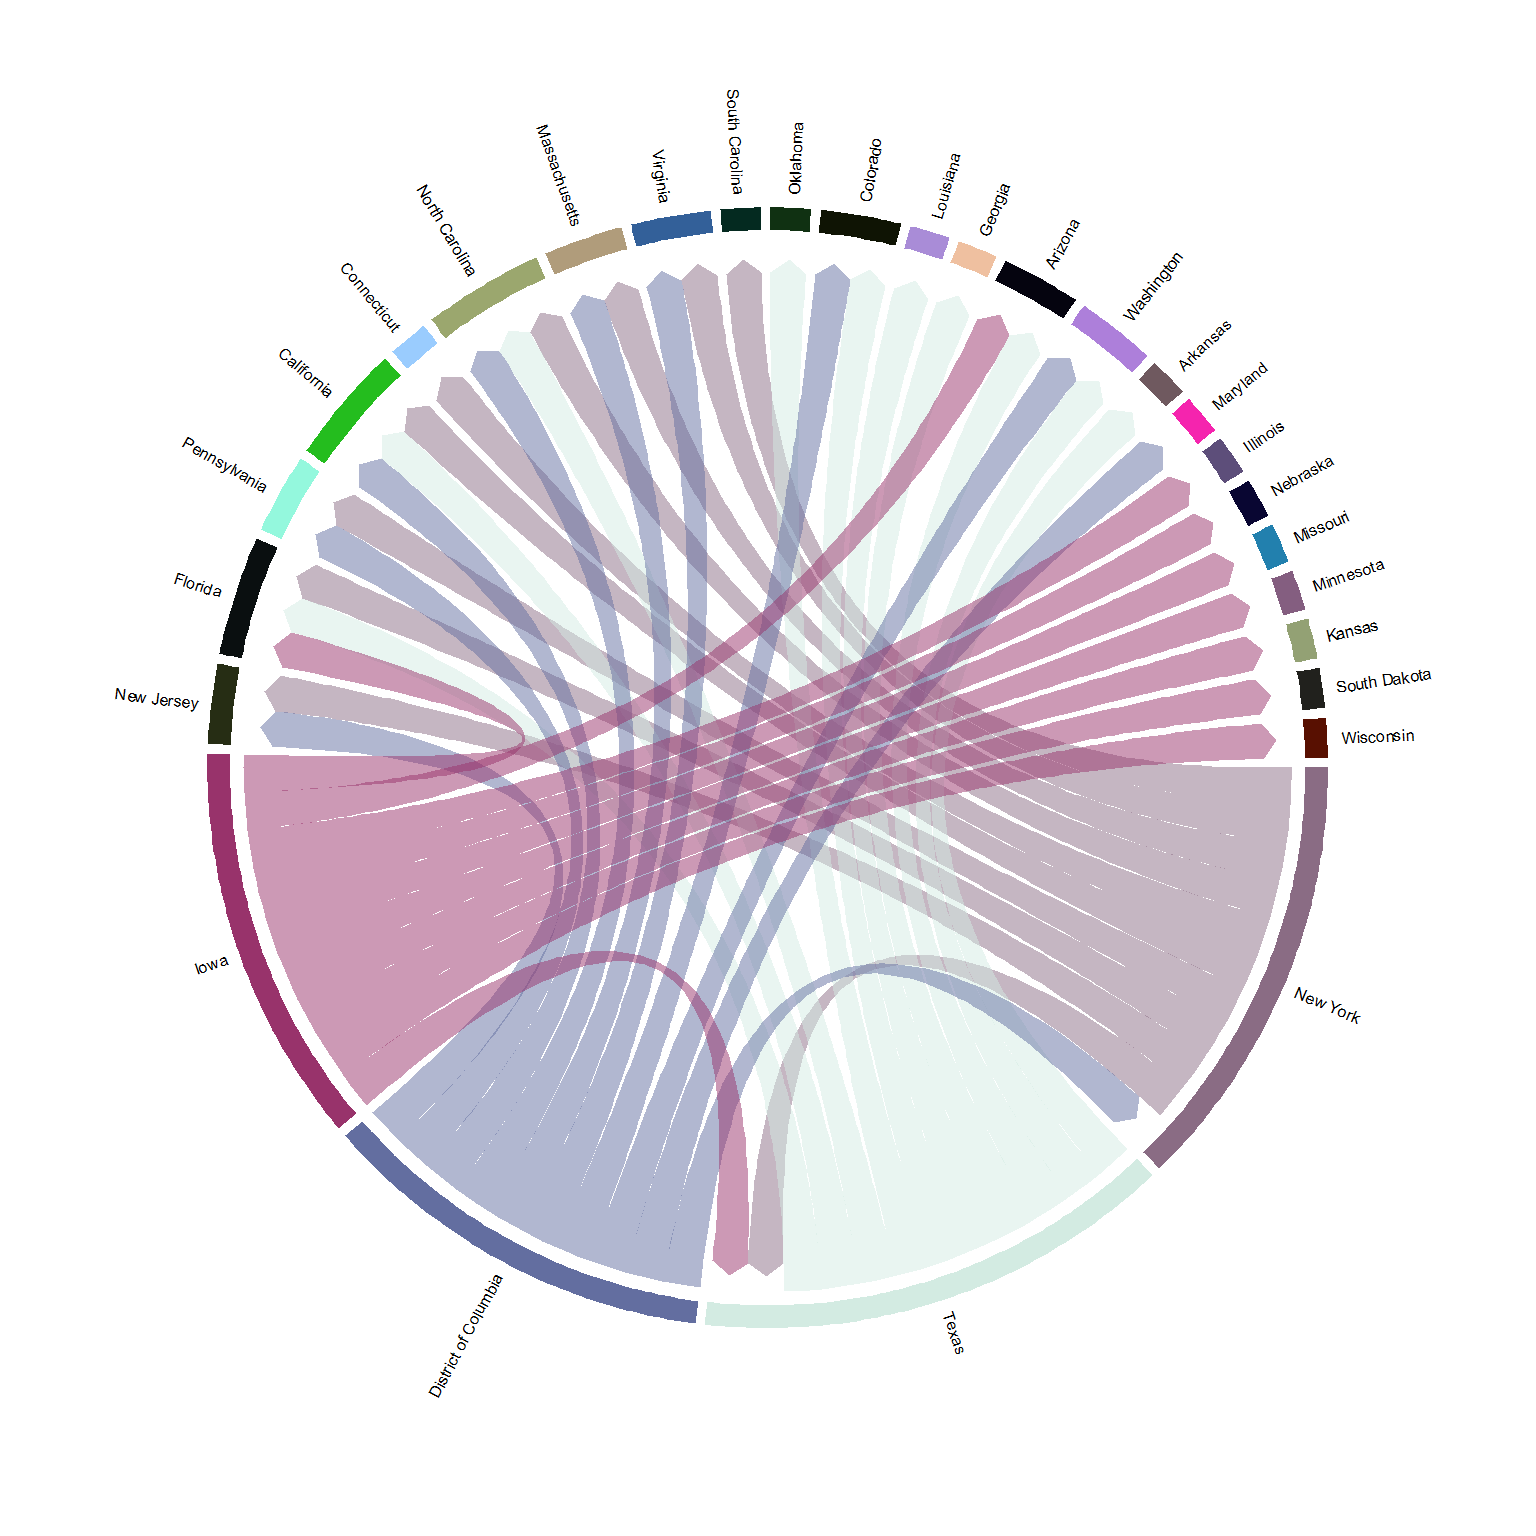 South Carolina
Oklahoma
Colorado
Louisiana
Georgia
Arizona
Washington
Arkansas
Maryland
Illinois
Nebraska
Missouri
Minnesota
Kansas
South Dakota
Wisconsin
New York
Texas
District of Columbia
Iowa
New Jersey
Florida
Pennsylvania
California
Connecticut
North Carolina
Massachusetts
Virginia